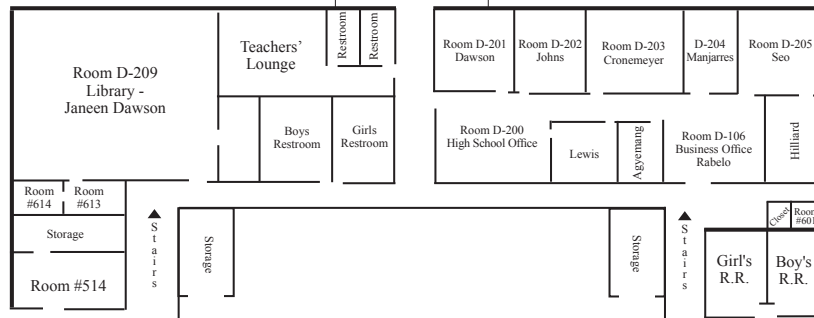 Restroom
Restroom
Teachers'
Lounge
Room D-209
Library -
Janeen Dawson
Boys
Restroom
Girls
Restroom
Room D-201
Dawson
Room D-202
Johns
Room D-203
Cronemeyer
D-204
Manjarres
Room D-205
Seo
Room D-200
High School Office
Lewis
Agyemang
Room D-106
Business Office
Rabelo
Hilliard
Room
#614
Room
#613
Storage
Room #514
Stairs
Storage
Storage
Stairs
Closet
Room
#601
Girl's
R.R.
Boy's
R.R.